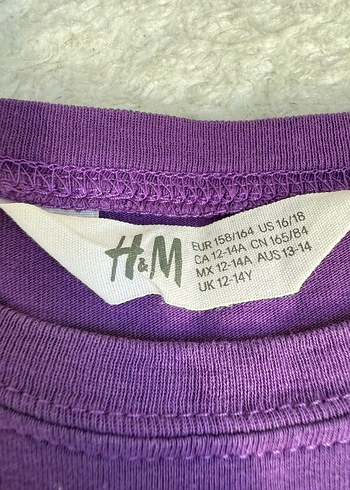 H&M
EUR 158/164 US 16/18
CA 12-14A CN 165/84
MX 12-14A AUS 13-14
UK 12-14Y